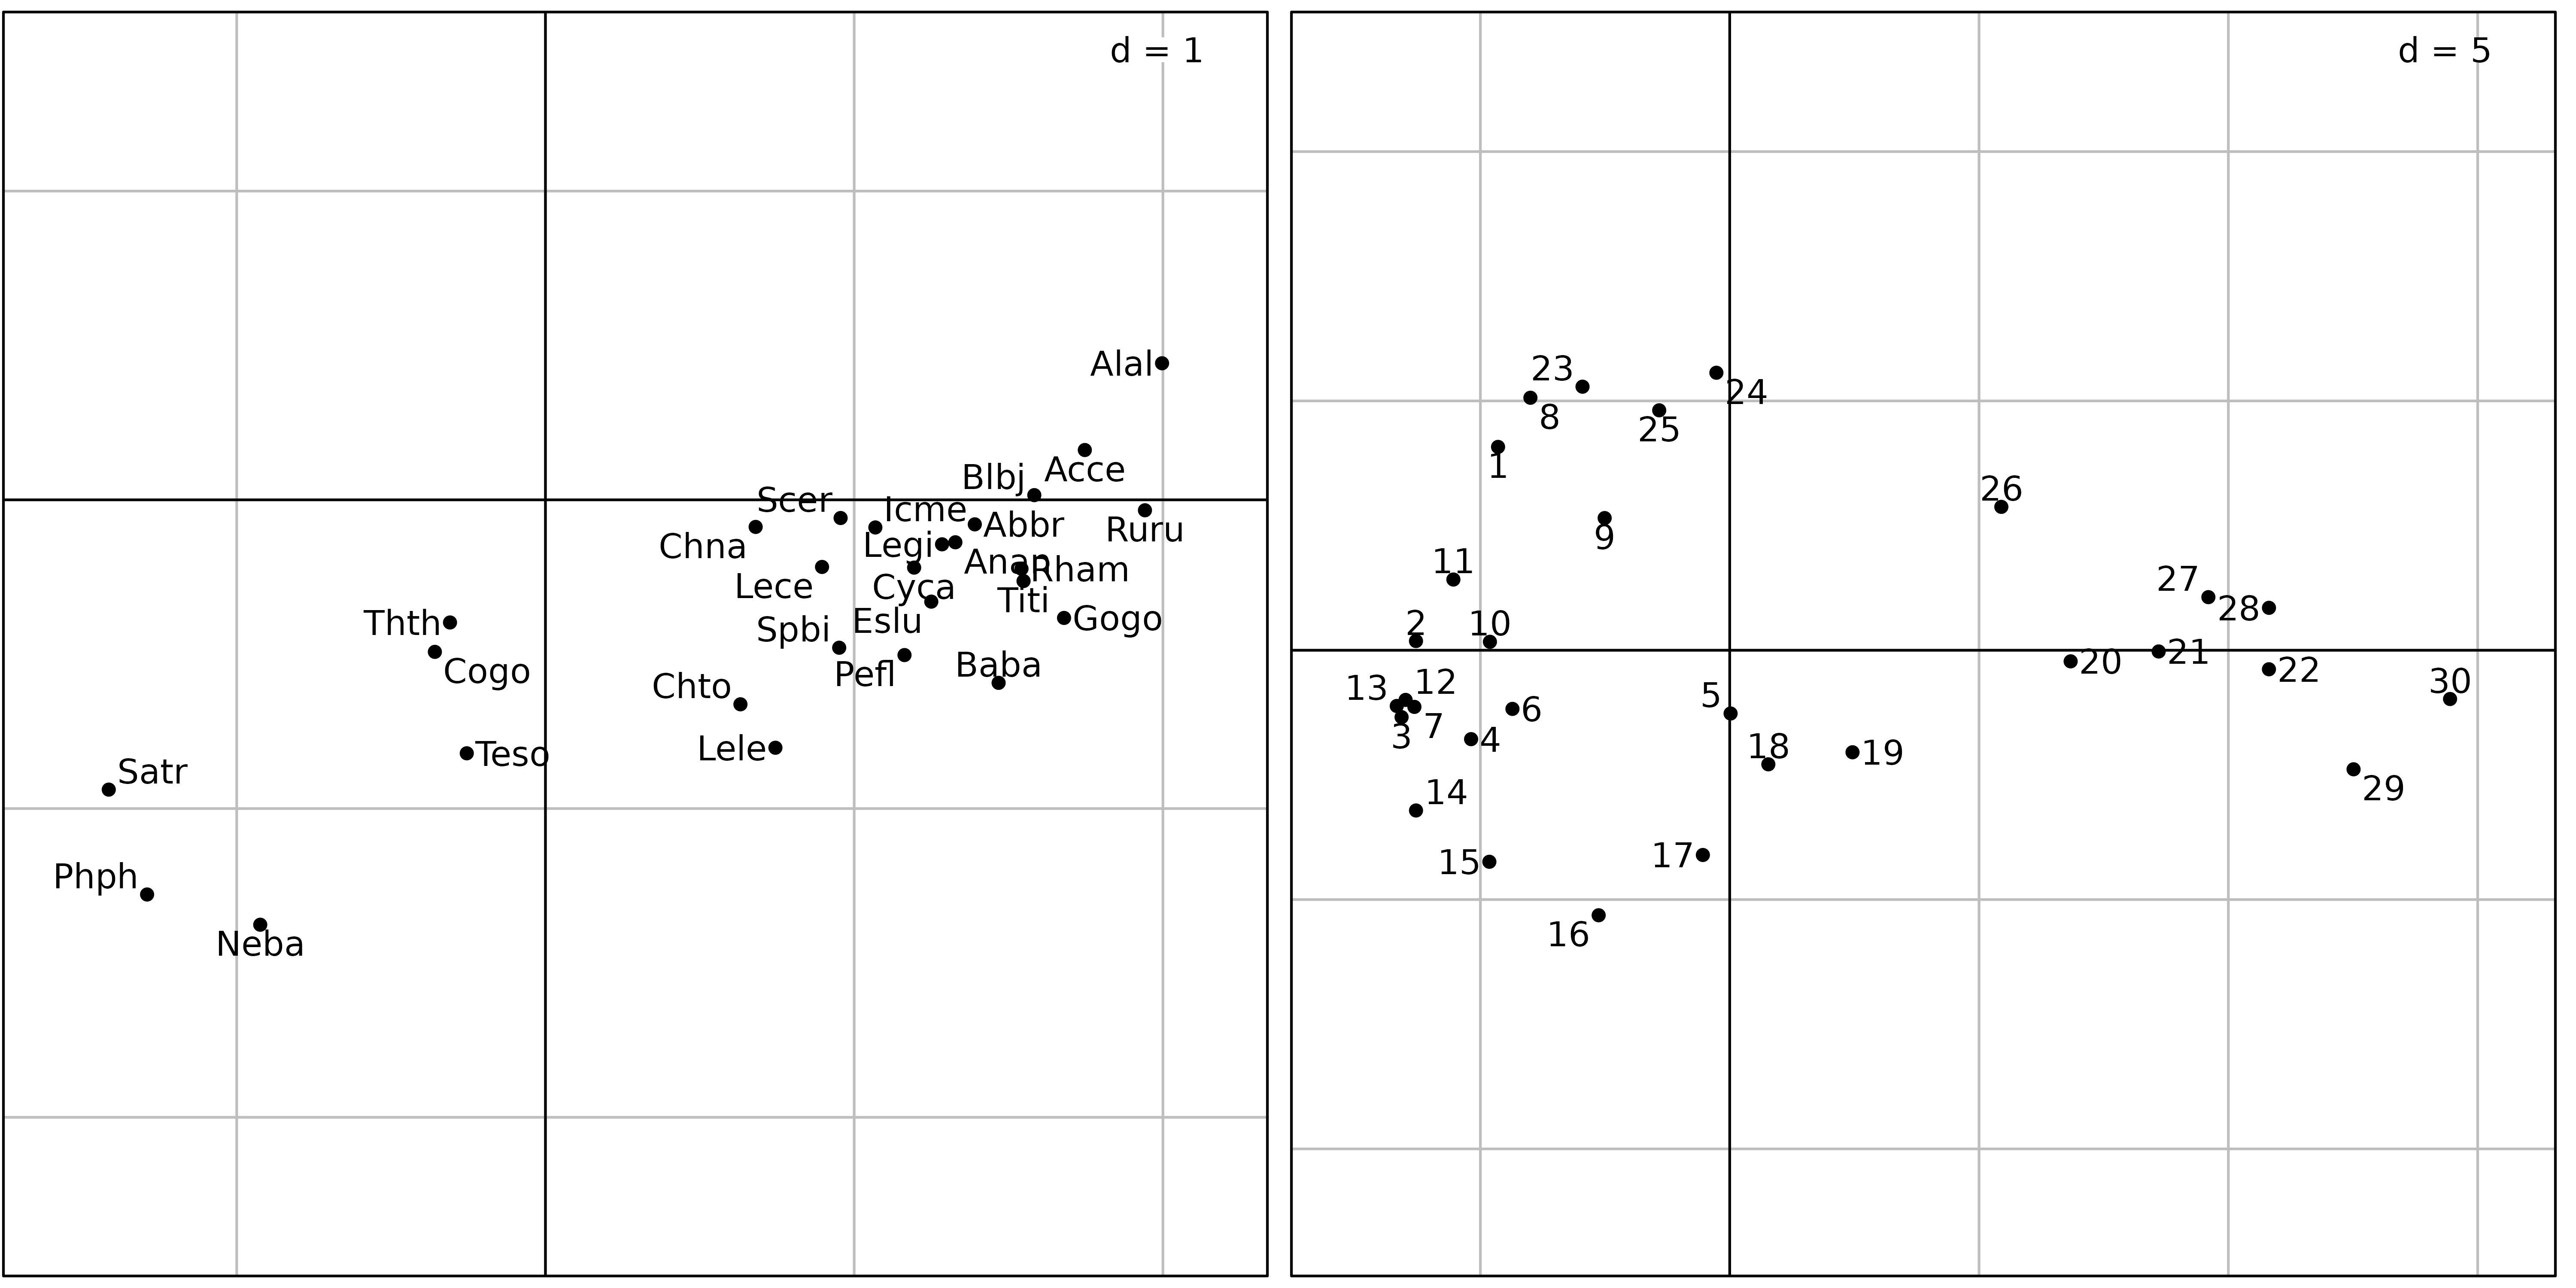 d = 1
Alal
Acce
Blbj
Scer
Icme
Abbr
Ruru
Chna
Legi
Anan
Rham
Lece
Cyca
Titi
Gogo
Thth
Spbi
Eslu
Cogo
Pefl
Baba
Chto
Lele
Teso
Satr
Phph
Neba
d = 5
23
24
8
25
1
26
9
11
27
28
2
10
20
21
22
13
12
6
5
30
3
7
4
18
19
29
14
15
17
16